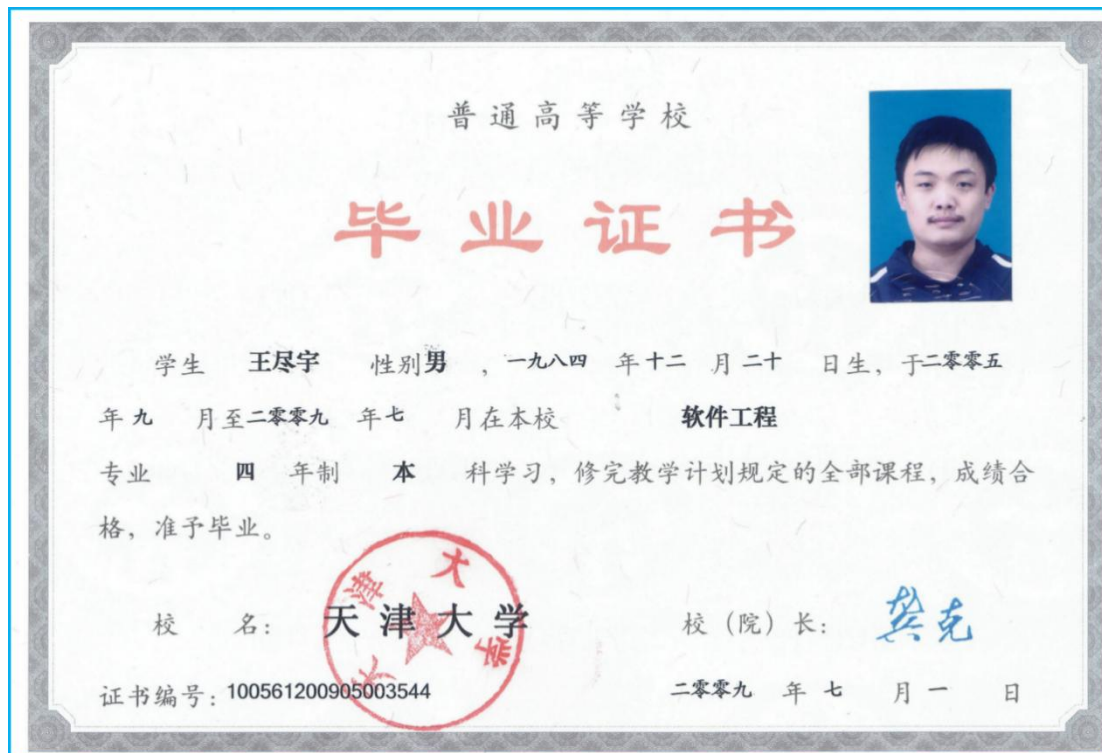 普通高等学校
毕业证书
学生 王尽宇 性别男，一九八四 年十二 月二十 日生，于二零零五
年九 月至二零零九 年七 月在本校 软件工程
专业 四 年制 本 科学习，修完教学计划规定的全部课程，成绩合
格，准予毕业。
天津大学
校 名：天津大学 校（院）长：龚克
证书编号：100561200905003544 二零零九 年七 月一 日